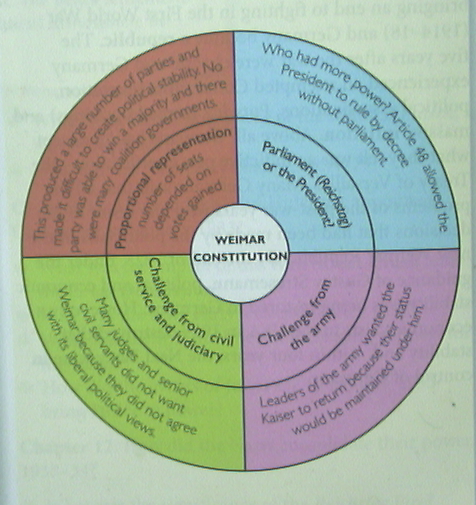 WEIMAR
CONSTITUTION
Proportional representation
number of seats
depended on
votes gained
This produced a large number of parties and
made it difficult to create political stability. No
party was able to win a majority and there
were many coalition governments.
Parliament (Reichstag)
or the President?
Who had more power? Article 48 allowed the
President to rule by decree
without parliament.
Challenge from civil
service and judiciary
Many judges and senior
civil servants did not want
Weimar because they did not agree
with its liberal political views.
Challenge from
the army
Leaders of the army wanted the
Kaiser to return because their status
would be maintained under him.